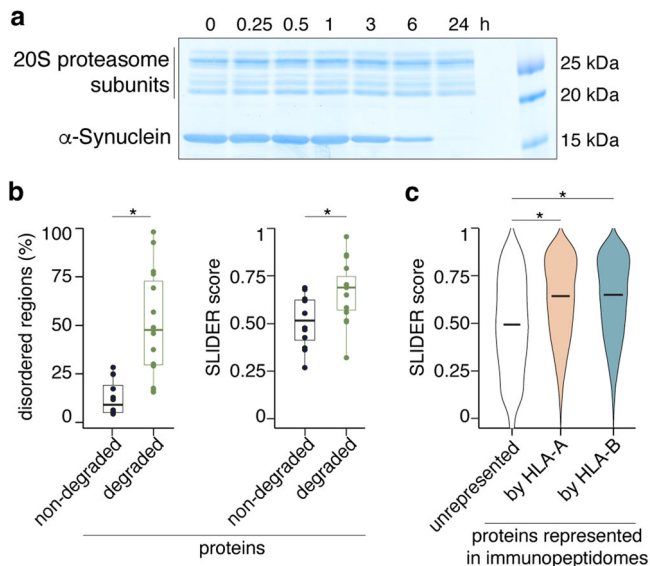 a
0 0.25 0.5 1 3 6 24 h
20S proteasome
subunits
α-Synuclein
25 kDa
20 kDa
15 kDa
b
disordered regions (%)
100
75
50
25
0
*
non-degraded
degraded
SLIDER score
1
0.75
0.50
0.25
0
*
non-degraded
degraded
proteins
c
SLIDER score
1
0.75
0.50
0.25
0
*
*
unrepresented
by HLA-A
by HLA-B
proteins represented
in immunopeptidomes